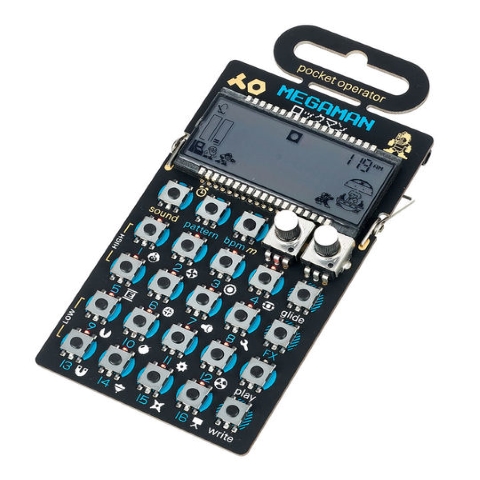 pocket operator
MEGAMAN
ロックマン
119 BPM
sound
pattern
bpm
m
HIGH
1
2
3
4
glide
5
6
7
8
FX
LOW
9
10
11
12
play
13
14
15
16
write